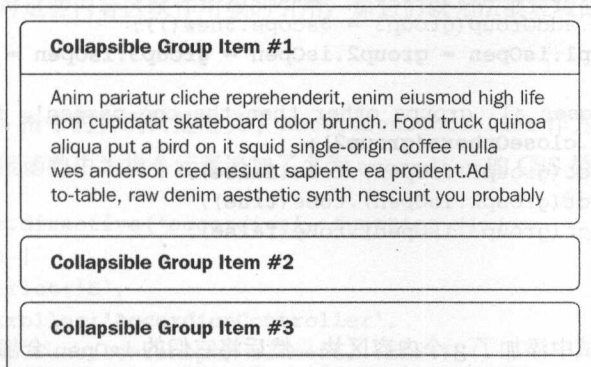 Collapsible Group Item #1
Anim pariatur cliche reprehenderit, enim eiusmod high life
mor cupidatat skateboard dolor brunch. Food truck quinoa
aliqua put a bird on it squid single-origin coffee nulla
wes anderson cred nesiunt sapiente ea proident.Ad
to-table, raw denim aesthetic synth nesciunt you probably
Collapsible Group Item #2
Collapsible Group Item #3